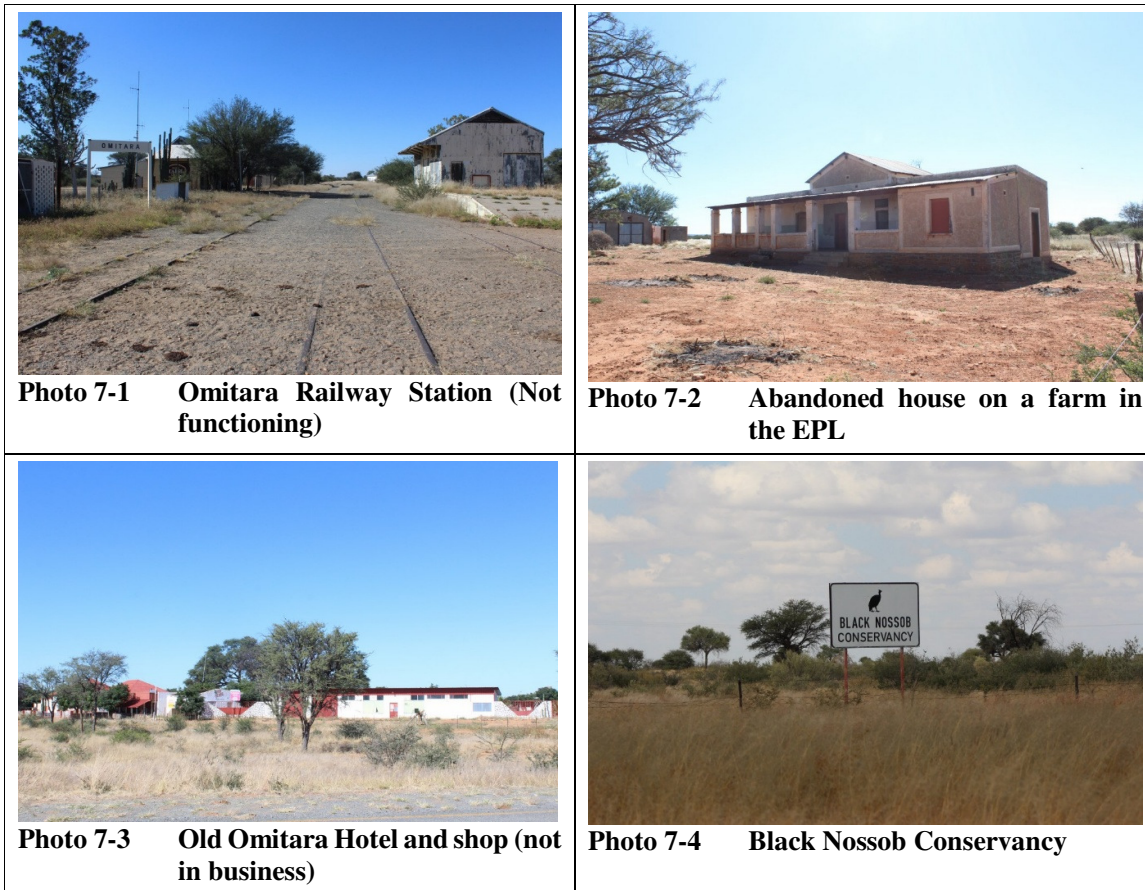 OMITARA
Photo 7-1 Omitara Railway Station (Not
functioning)
Photo 7-2 Abandoned house on a farm in
the EPL
Photo 7-3 Old Omitara Hotel and shop (not
in business)
BLACK NOSSOB
CONSERVANCY
Photo 7-4 Black Nossob Conservancy